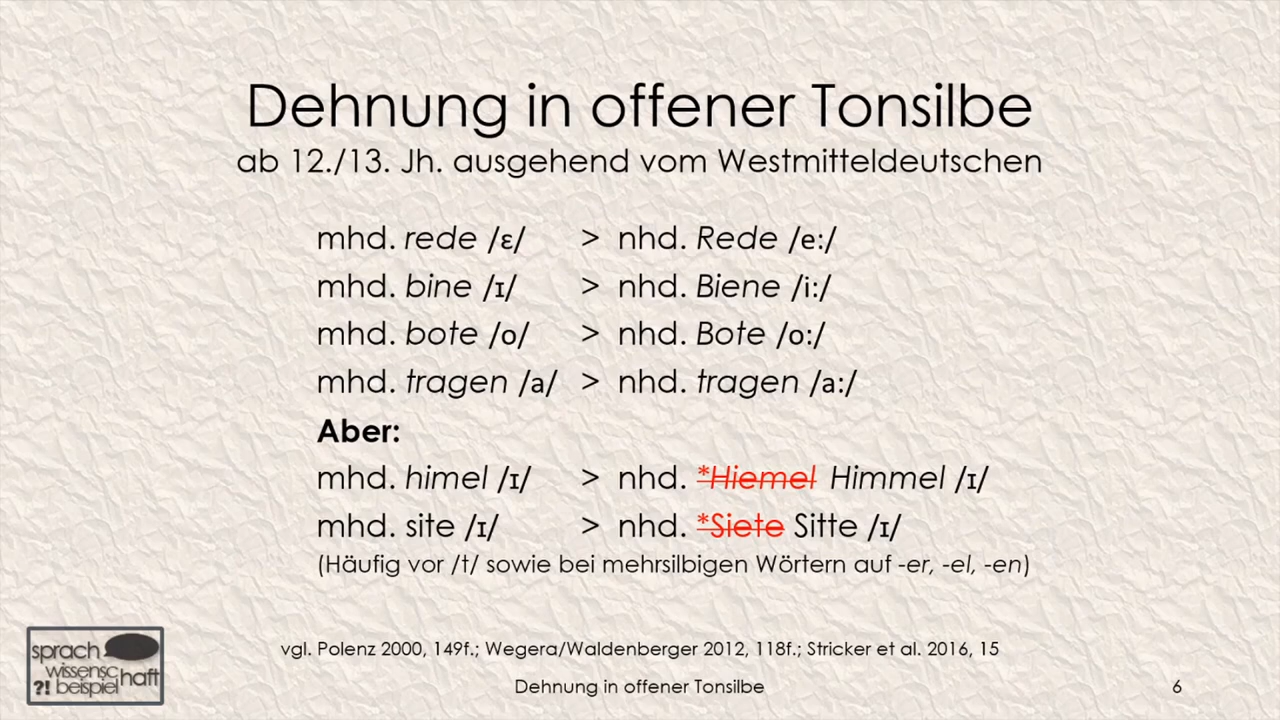 Dehnung in offener Tonsilbe
ab 12./13. Jh. ausgehend vom Westmitteldeutschen
mhd. rede /ɛ/ > nhd. Rede /e:/
mhd. bine /ɪ/ > nhd. Biene /i:/
mhd. bote /o/ > nhd. Bote /o:/
mhd. tragen /a/ > nhd. tragen /a:/
Aber:
mhd. himel /ɪ/ > nhd. *Hiemel Himmel /ɪ/
mhd. site /ɪ/ > nhd. *Siete Sitte /ɪ/
(Häufig vor /t/ sowie bei mehrsilbigen Wörtern auf -er, -el, -en)
vgl. Polenz 2000, 149f.; Wegera/Waldenberger 2012, 118f.; Stricker et al. 2016, 15
sprach
wissensc haft
?! beispiel
Dehnung in offener Tonsilbe 6